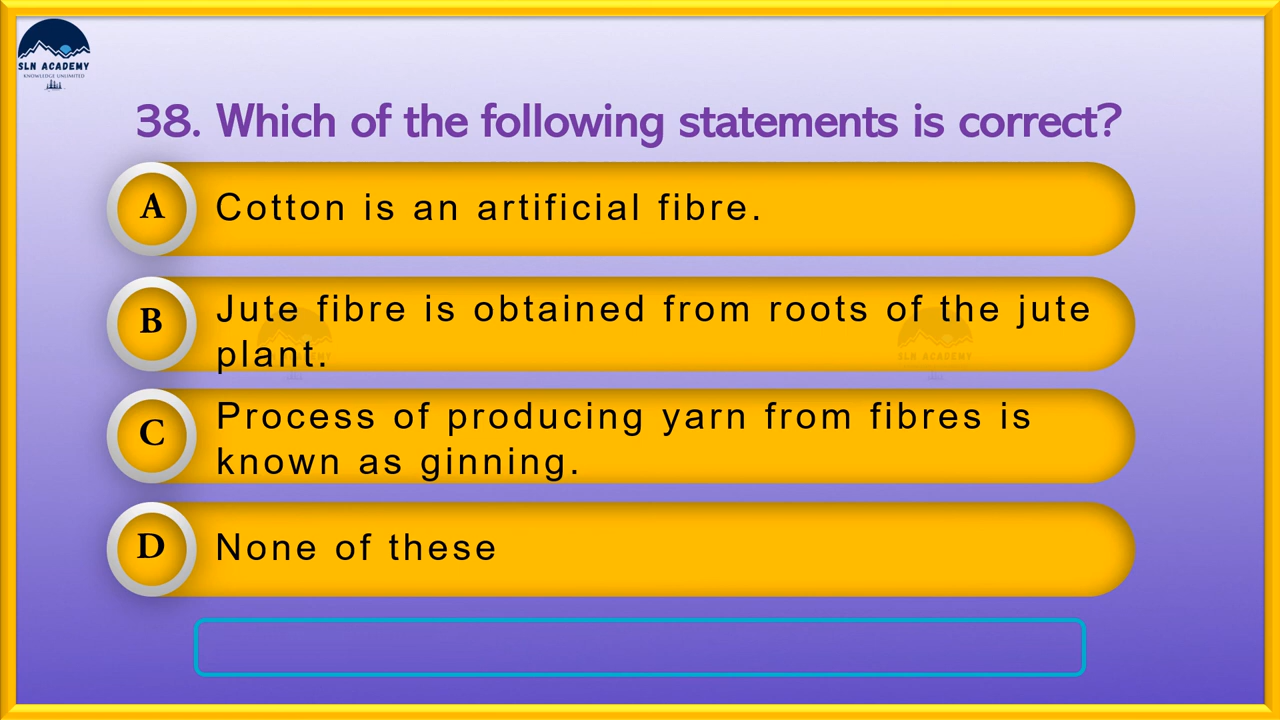 SLN ACADEMY
KNOWLEDGE UNLIMITED
38. Which of the following statements is correct?
A Cotton is an artificial fibre.
B Jute fibre is obtained from roots of the jute
plant.
SLN ACADEMY
C Process of producing yarn from fibres is
known as ginning.
D None of these